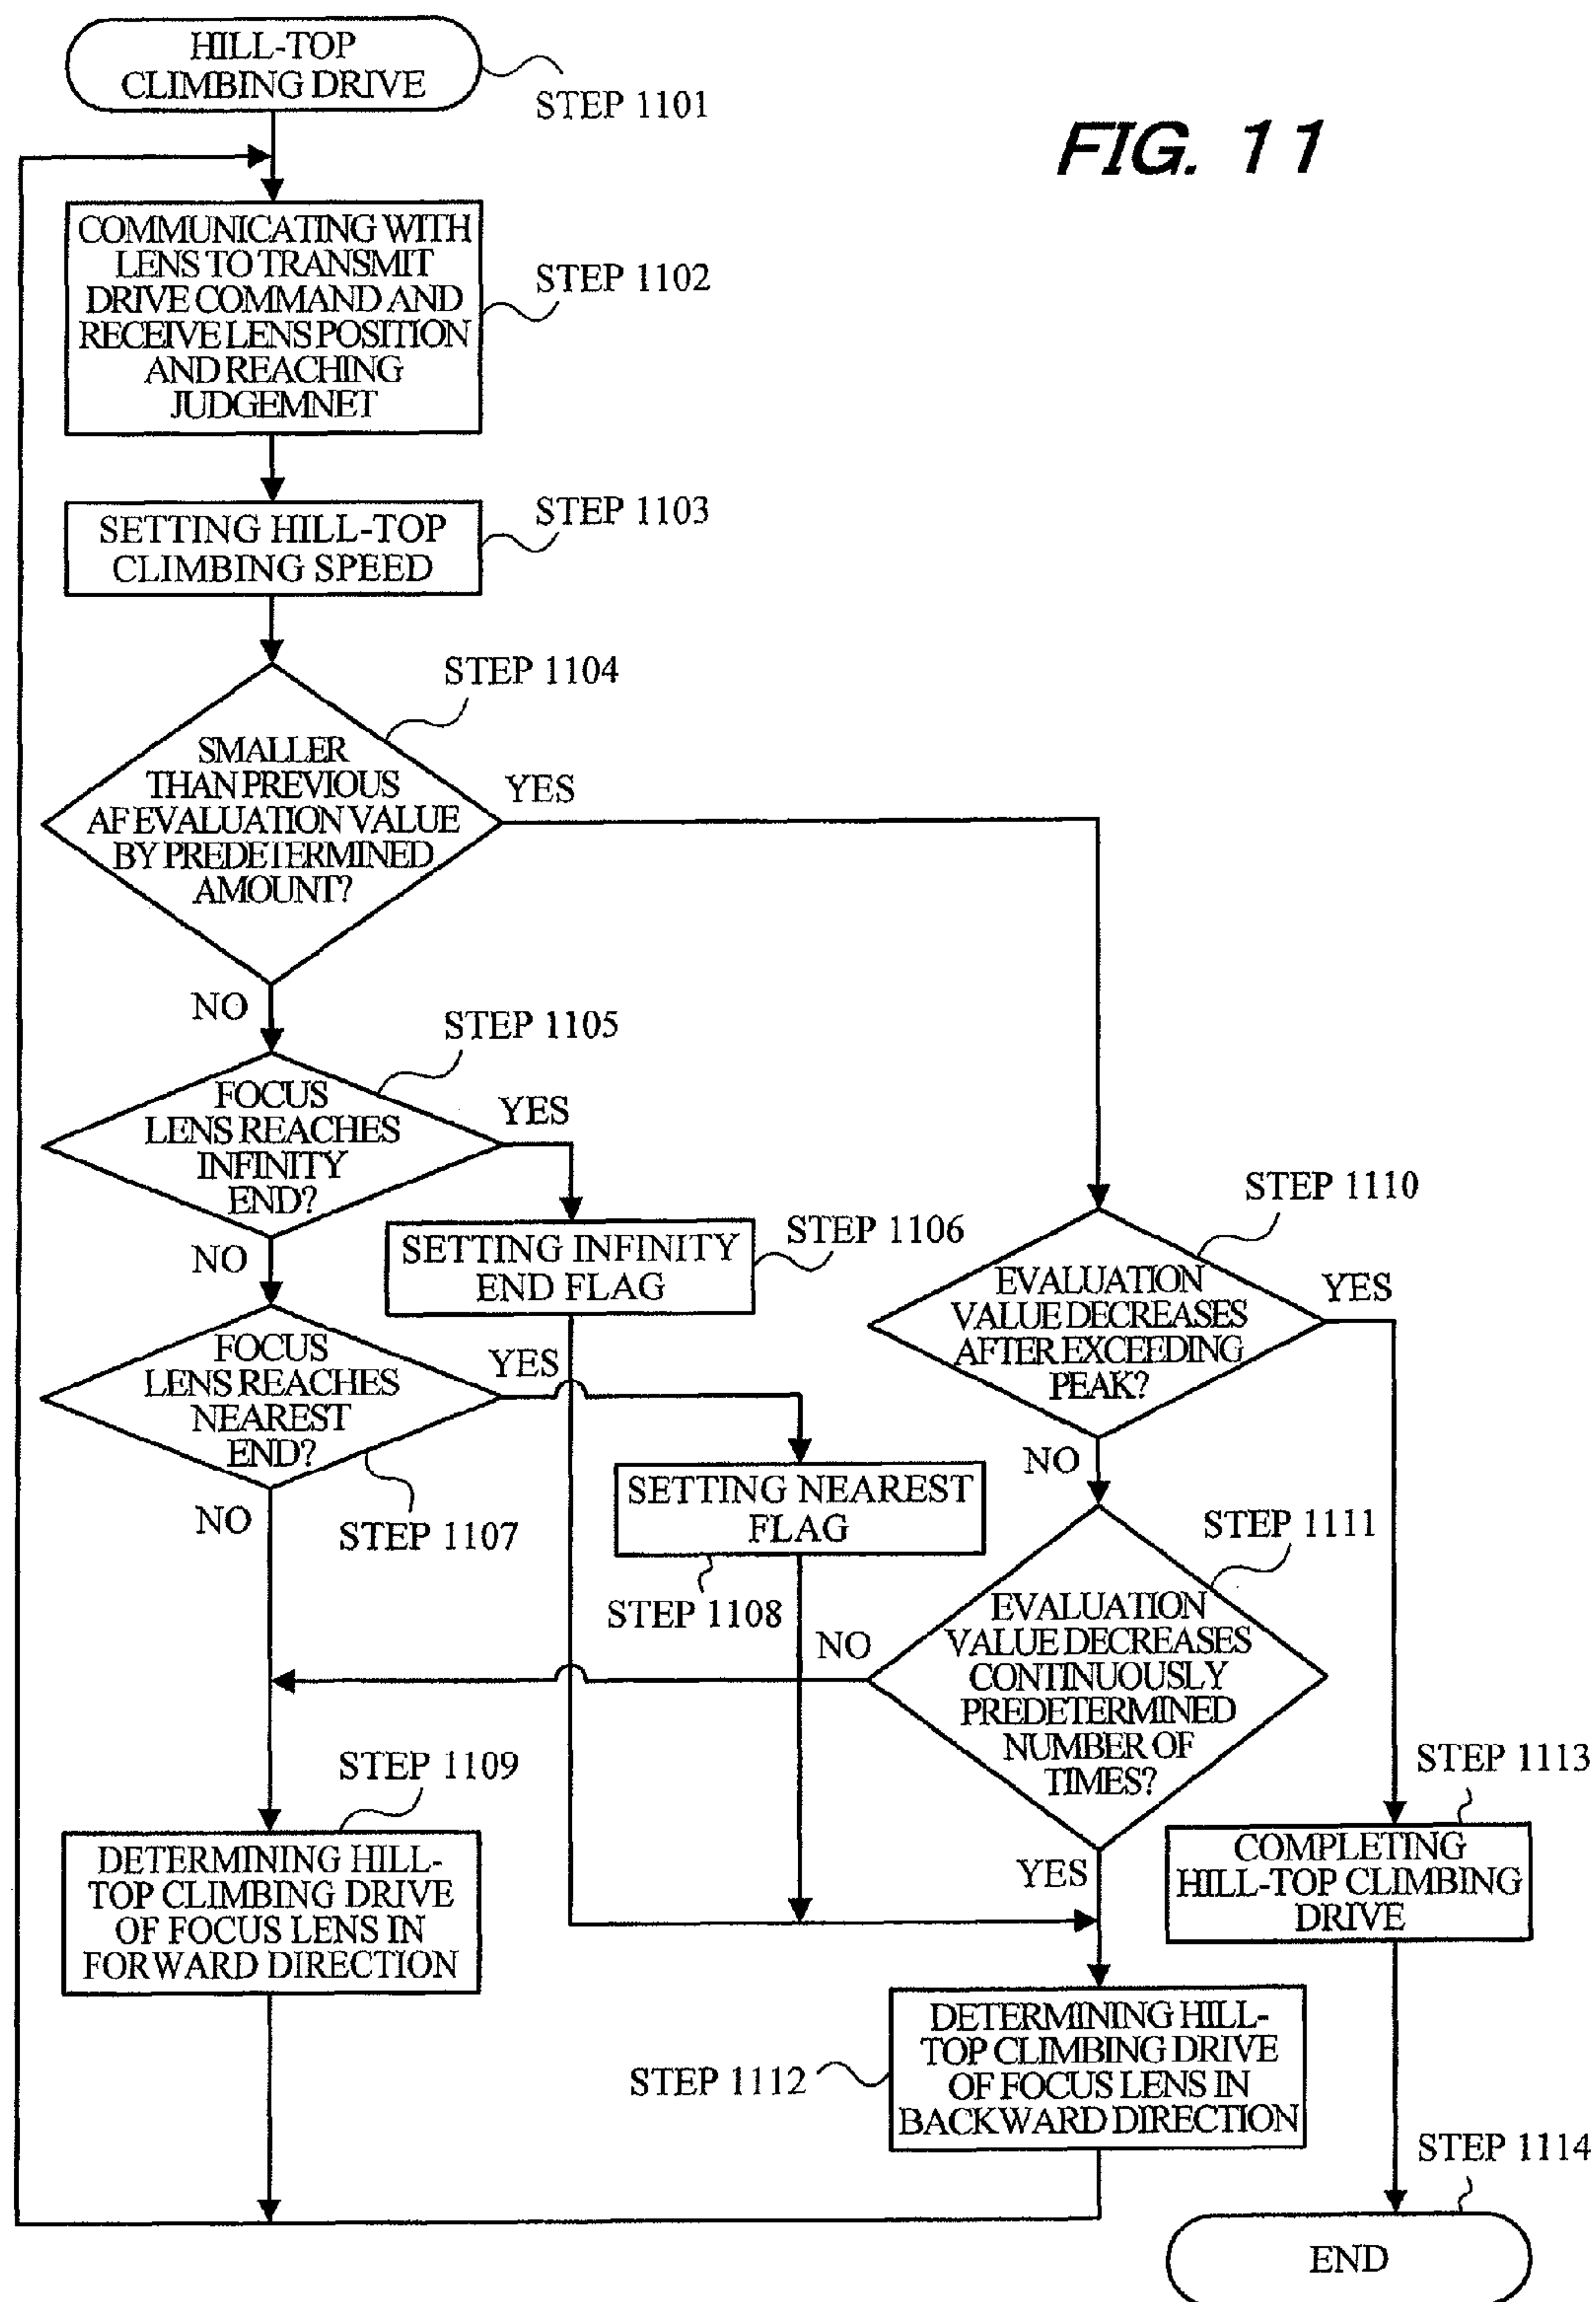 HILL-TOP
CLIMBING DRIVE
STEP 1101
FIG. 11
COMMUNICATING WITH
LENS TO TRANSMIT
DRIVE COMMAND AND
RECEIVE LENS POSITION
AND REACHING
JUDGEMNET
STEP 1102
SETTING HILL-TOP
CLIMBING SPEED
STEP 1103
STEP 1104
SMALLER
THAN PREVIOUS
AF EVALUATION VALUE
BY PREDETERMINED
AMOUNT?
YES
NO
STEP 1105
FOCUS
LENS REACHES
INFINITY
END?
YES
NO
SETTING INFINITY
END FLAG
STEP 1106
STEP 1110
EVALUATION
VALUE DECREASES
AFTER EXCEEDING
PEAK?
YES
NO
FOCUS
LENS REACHES
NEAREST
END?
YES
NO
STEP 1107
SETTING NEAREST
FLAG
STEP 1108
STEP 1111
EVALUATION
VALUE DECREASES
CONTINUOUSLY
PREDETERMINED
NUMBER OF
TIMES?
NO
YES
STEP 1109
DETERMINING HILL-
TOP CLIMBING DRIVE
OF FOCUS LENS IN
FORWARD DIRECTION
STEP 1113
COMPLETING
HILL-TOP CLIMBING
DRIVE
STEP 1112
DETERMINING HILL-
TOP CLIMBING DRIVE
OF FOCUS LENS IN
BACKWARD DIRECTION
STEP 1114
END